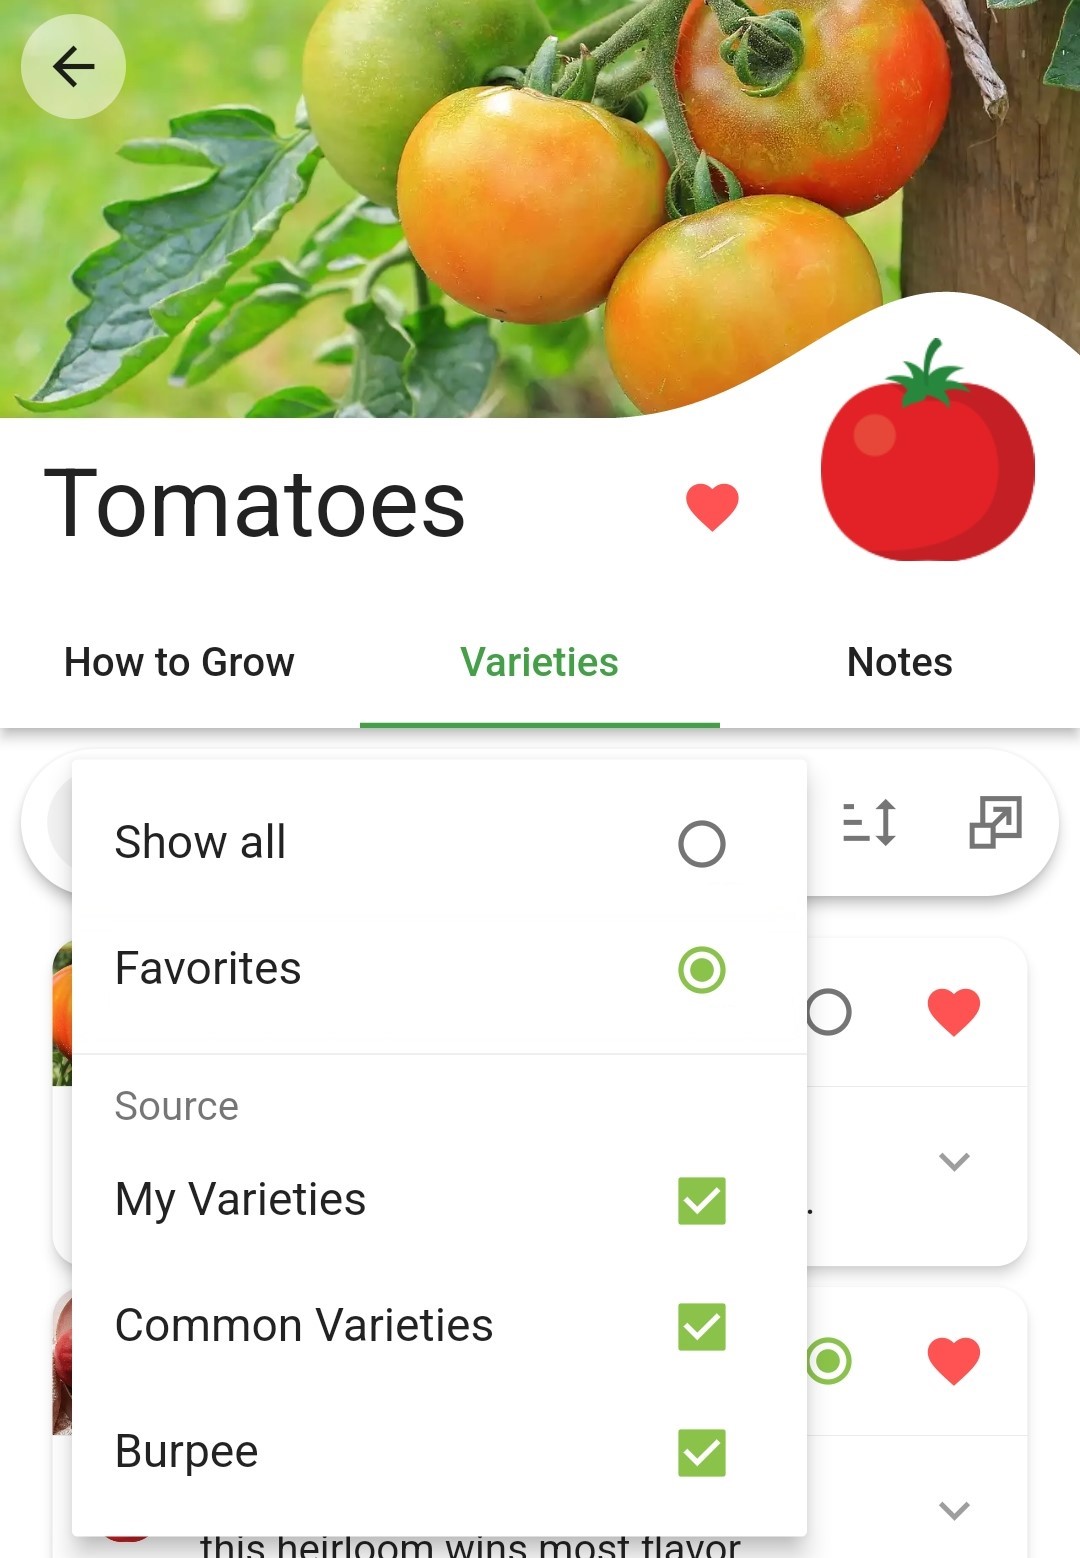 Tomatoes
How to Grow
Varieties
Notes
Show all
Favorites
Source
My Varieties
Common Varieties
Burpee
this heirloom wins most flavor